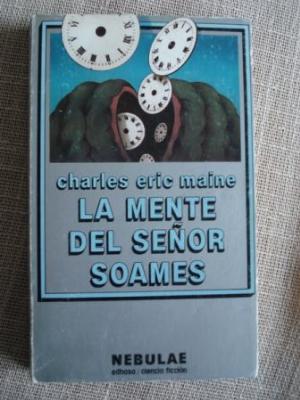 charles eric maine
LA MENTE
DEL SEÑOR
SOAMES
NEBULAE
edhasa: ciencia ficción